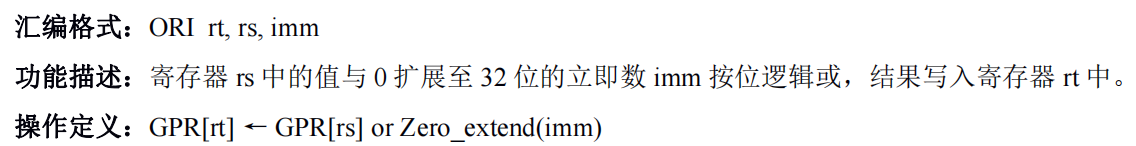 汇编格式：ORI rt, rs, imm
功能描述：寄存器 rs 中的值与 0 扩展至 32 位的立即数 imm 按位逻辑或，结果写入寄存器 rt 中。
操作定义：GPR[rt] ← GPR[rs] or Zero_extend(imm)